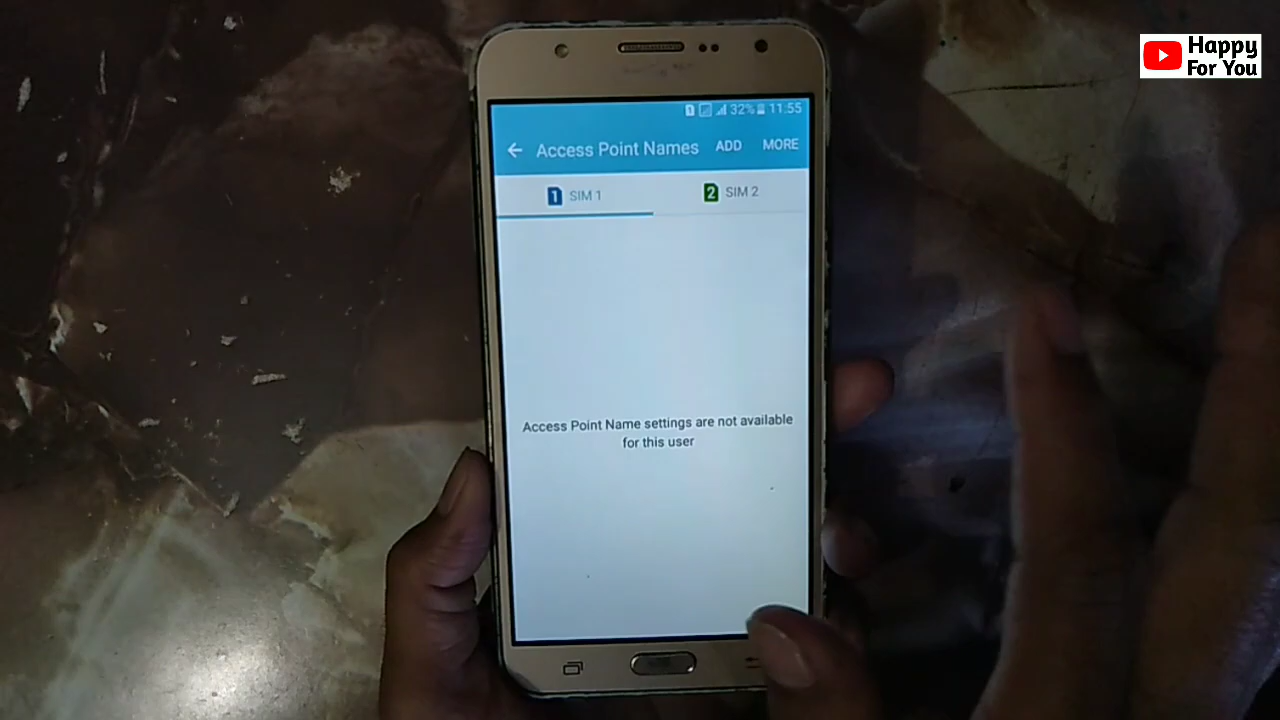 Happy
For You
1 32% 11:55
Access Point Names ADD MORE
1 SIM 1 2 SIM 2
Access Point Name settings are not available
for this user